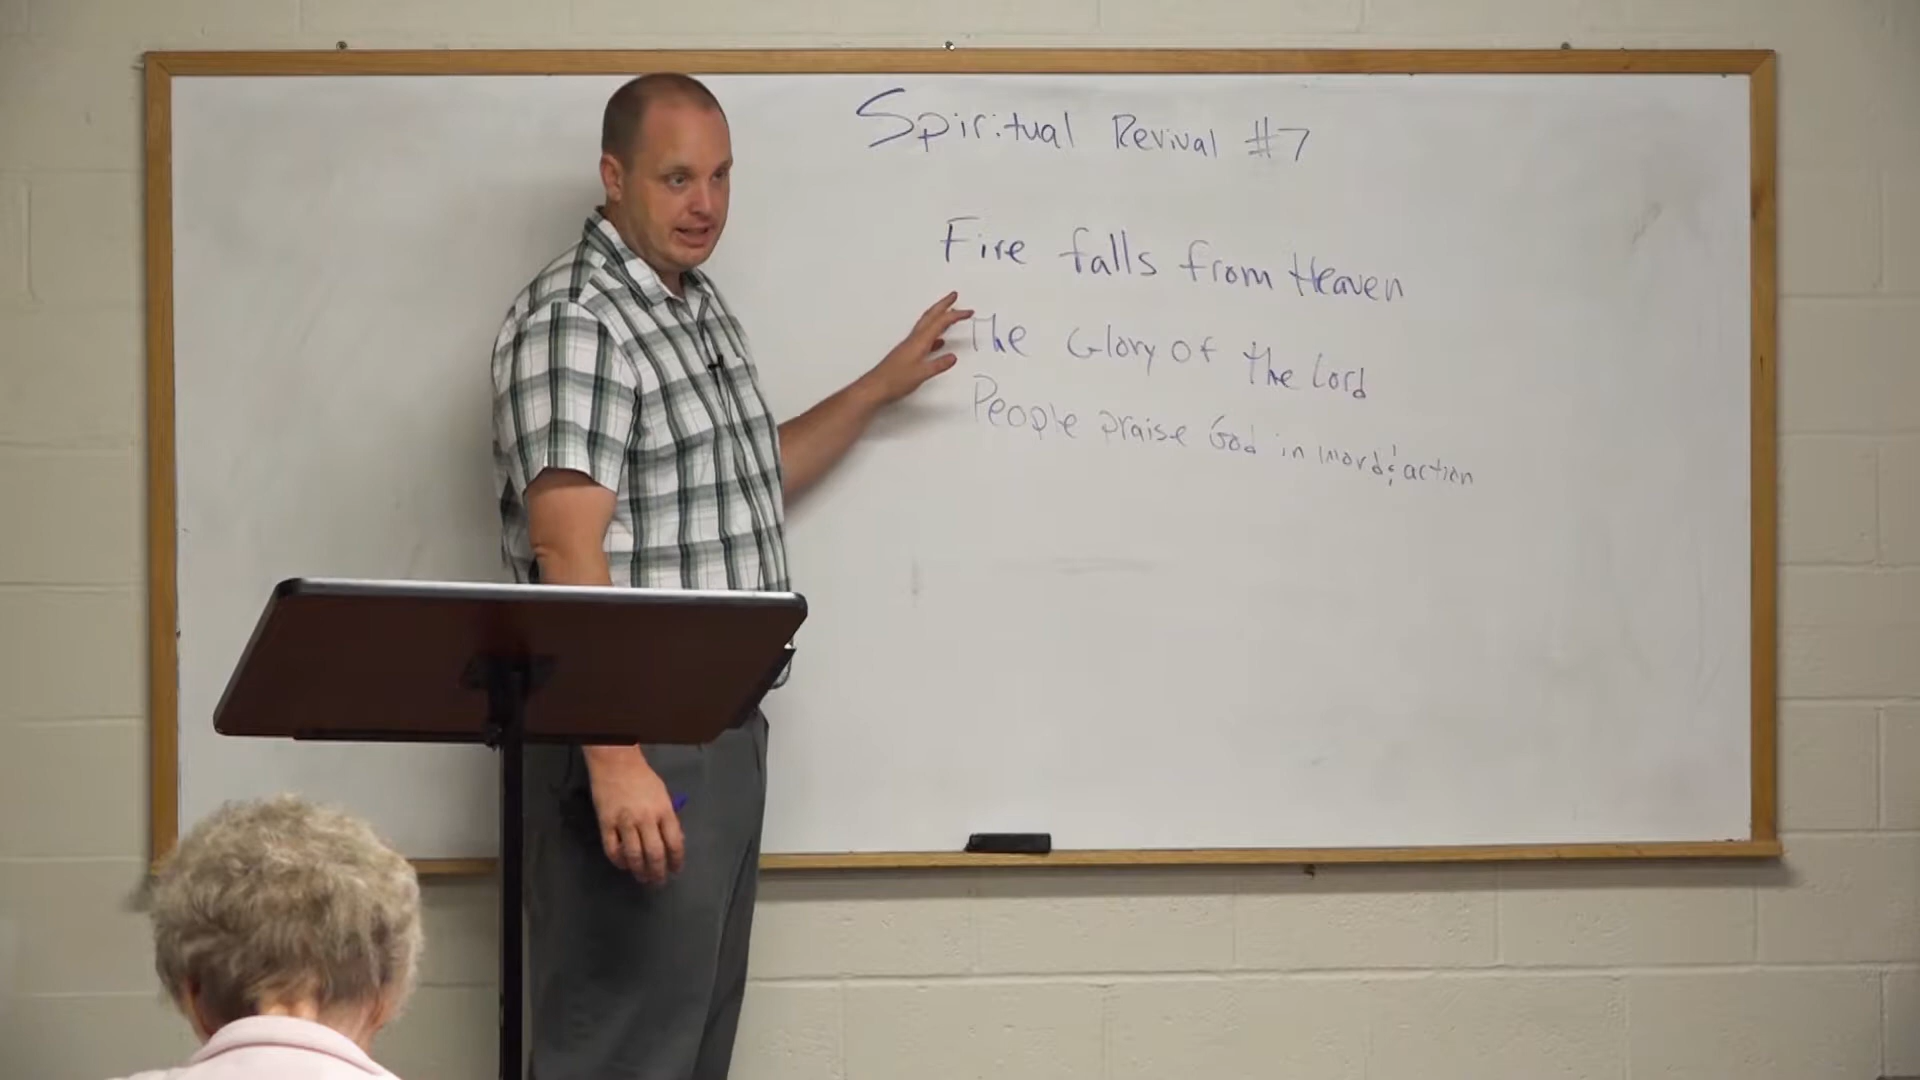 Spiritual Revival #7
Fire falls from Heaven
The Glory of the Lord
People praise God in word & action